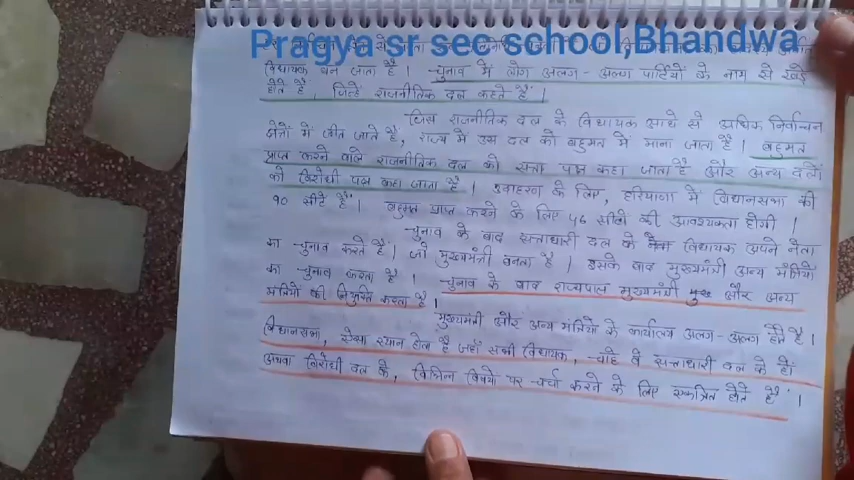 Pragya sr sec school,Bhandwa
विधायक बन जाता है। चुनाव में लोग अलग-अलग पार्टियों के नाम से खड़े
होते हैं, जिन्हें राजनीतिक दल कहते हैं।
जिस राजनीतिक दल के विधायक आधे से अधिक निर्वाचन
क्षेत्रों में जीत जाते हैं, राज्य में उस दल को बहुमत में माना जाता है। बहुमत
प्राप्त करने वाले राजनीतिक दल को सत्ता पक्ष कहा जाता है और अन्य दलों
को विरोधी पक्ष कहा जाता है। उदाहरण के लिए, हरियाणा में विधानसभा की
90 सीटें हैं। बहुमत प्राप्त करने के लिए 46 सीटों की आवश्यकता होगी।
चुनाव के बाद सत्ताधारी दल के विधायक अपने नेता
का चुनाव करते हैं। जो मुख्यमंत्री बनता है। इसके बाद मुख्यमंत्री अन्य मंत्रियों
का चुनाव करता है। चुनाव के बाद राज्यपाल मुख्यमंत्री और अन्य
मंत्रियों की नियुक्ति करता है।
मुख्यमंत्री और अन्य मंत्रियों के कार्यालय अलग-अलग होते हैं।
विधानसभा, ऐसा स्थान होता है जहाँ सभी विधायक, चाहे वे सत्ताधारी दल के हों
अथवा विरोधी दल के, विभिन्न विषयों पर चर्चा करने के लिए एकत्रित होते हैं।